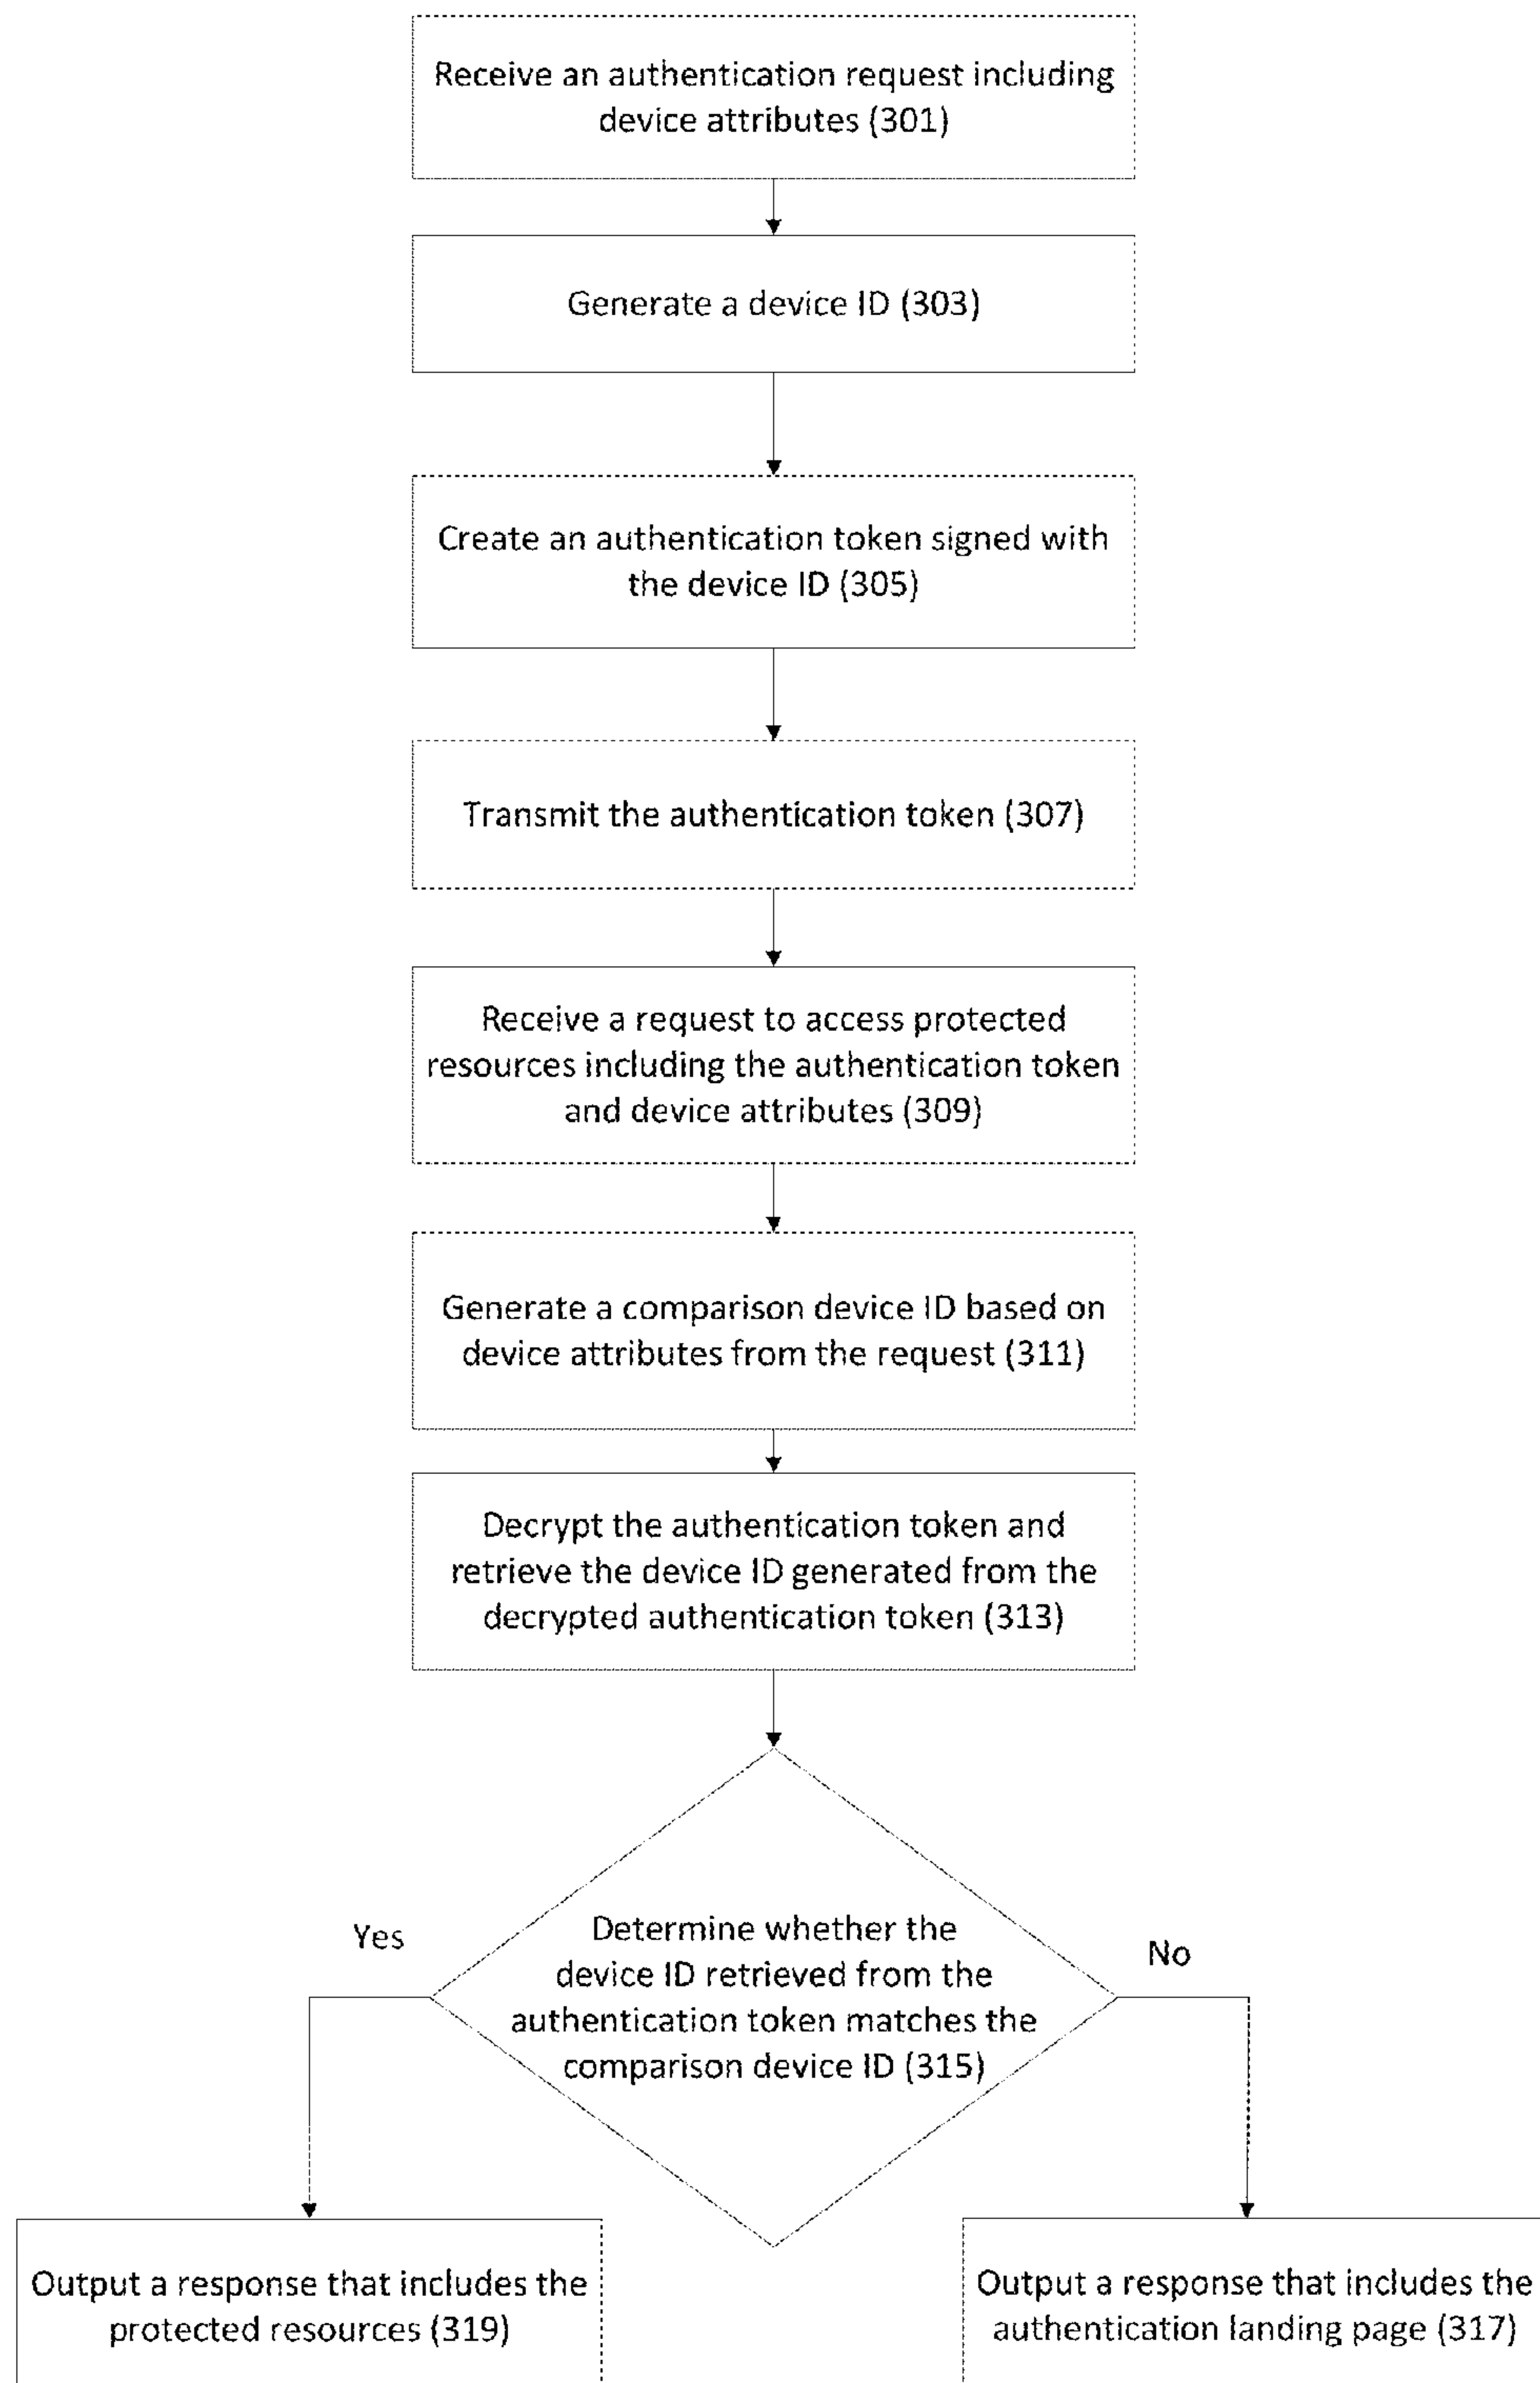 Receive an authentication request including
device attributes (301)
Generate a device ID (303)
Create an authentication token signed with
the device ID (305)
Transmit the authentication token (307)
Receive a request to access protected
resources including the authentication token
and device attributes (309)
Generate a comparison device ID based on
device attributes from the request (311)
Decrypt the authentication token and
retrieve the device ID generated from the
decrypted authentication token (313)
Yes
No
Determine whether the
device ID retrieved from the
authentication token matches the
comparison device ID (315)
Output a response that includes the
protected resources (319)
Output a response that includes the
authentication landing page (317)